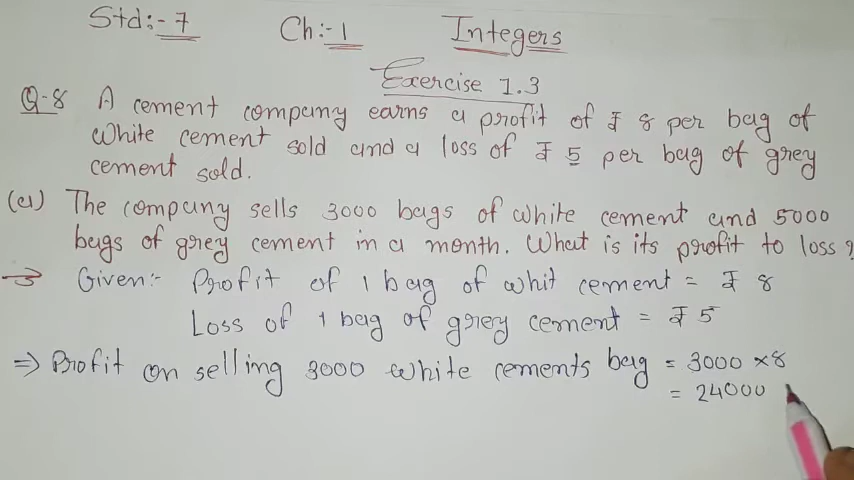 Std:- 7 Ch:- 1 Integers
Exercise 1.3
Q-8 A cement company earns a profit of ₹ 8 per bag of
white cement sold and a loss of ₹ 5 per bag of grey
cement sold.
(a) The company sells 3000 bags of white cement and 5000
bags of grey cement in a month. What is its profit to loss?
→ Given:- Profit of 1 bag of whit cement = ₹ 8
Loss of 1 bag of grey cement = ₹ 5
⇒ Profit on selling 3000 white cements bag = 3000 × 8
= 24000